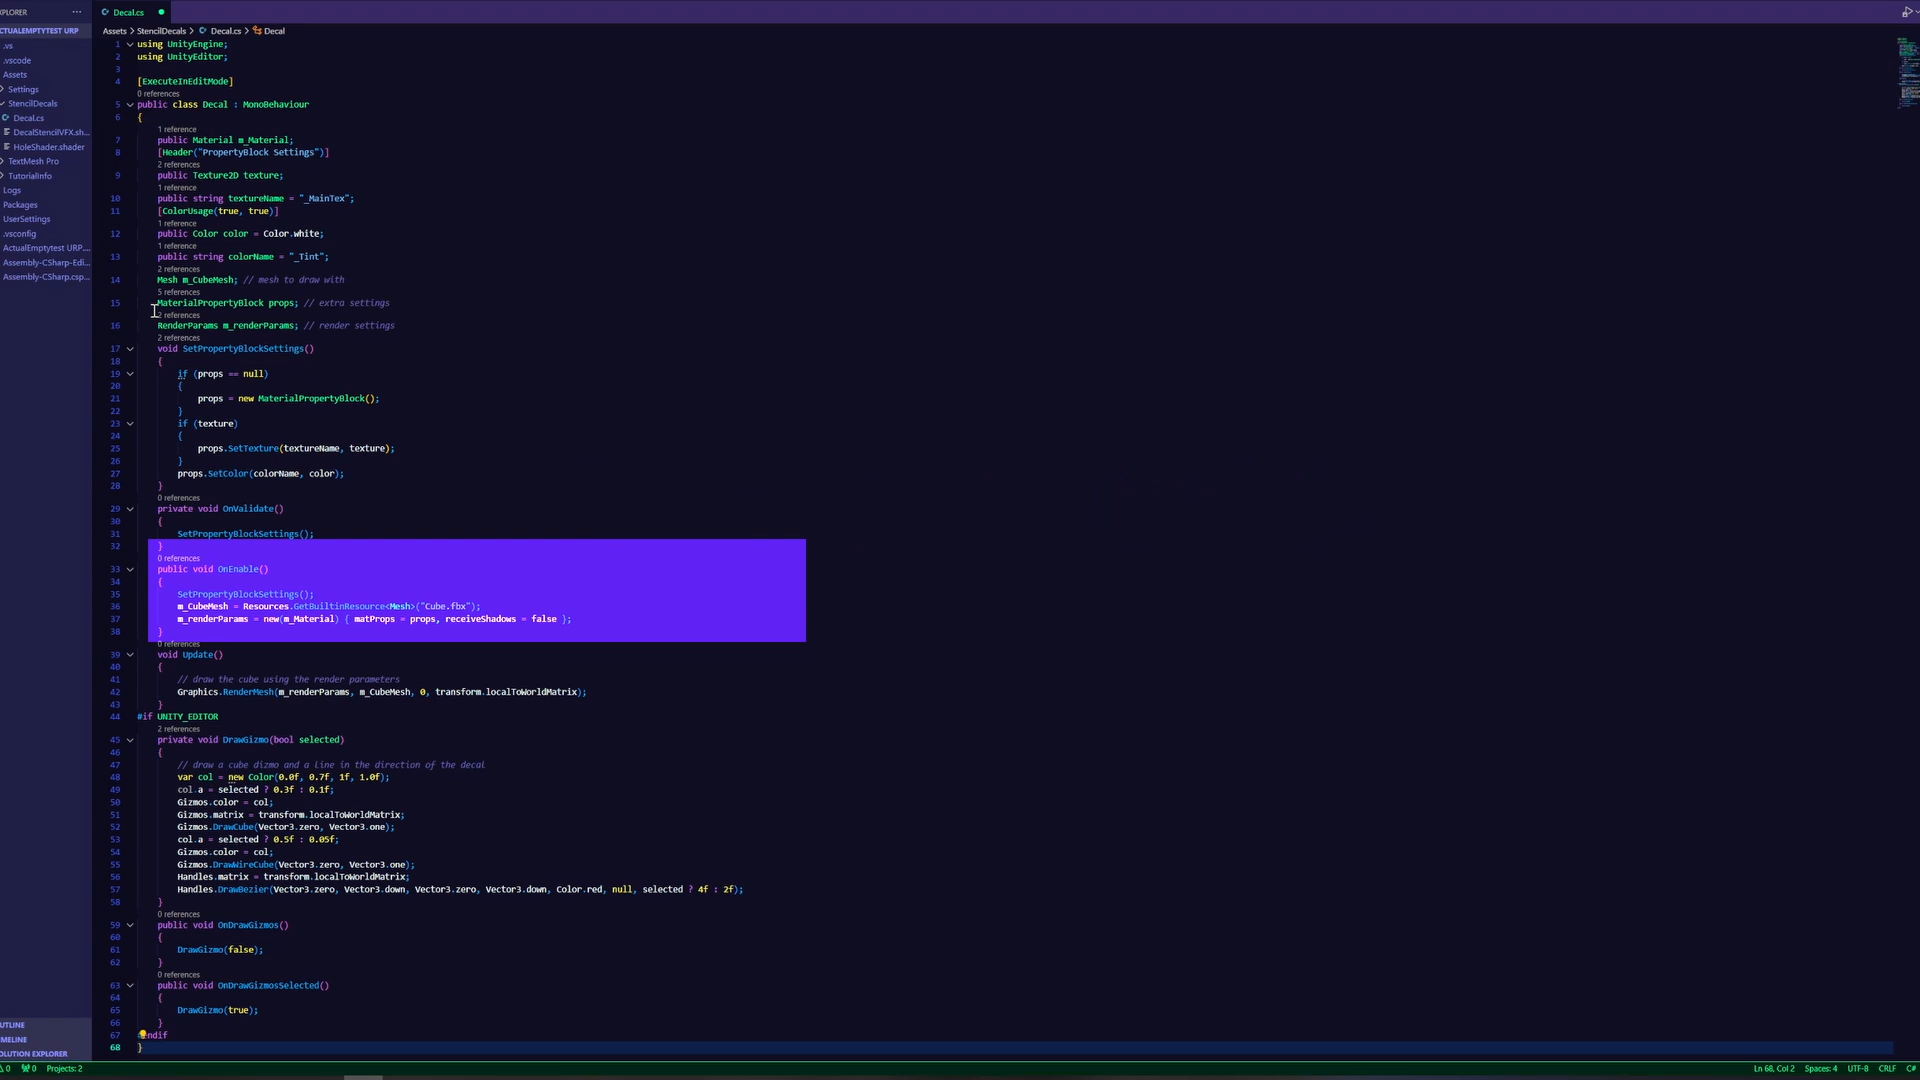 XPLORER ···
Decal.cs
CTUALEMPTYTEST URP
Assets > StencilDecals > Decal.cs > Decal
.vs
.vscode
Assets
Settings
StencilDecals
Decal.cs
DecalStencilVFX.sh...
HoleShader.shader
TextMesh Pro
TutorialInfo
Logs
Packages
UserSettings
.vsconfig
ActualEmptytest URP....
Assembly-CSharp-Edi...
Assembly-CSharp.csp...
UTLINE
MELINE
OLUTION EXPLORER
1 using UnityEngine;
2 using UnityEditor;
3
4 [ExecuteInEditMode]
0 references
5 public class Decal : MonoBehaviour
6 {
1 reference
7 public Material m_Material;
8 [Header("PropertyBlock Settings")]
2 references
9 public Texture2D texture;
1 reference
10 public string textureName = "_MainTex";
11 [ColorUsage(true, true)]
1 reference
12 public Color color = Color.white;
1 reference
13 public string colorName = "_Tint";
2 references
14 Mesh m_CubeMesh; // mesh to draw with
5 references
15 MaterialPropertyBlock props; // extra settings
2 references
16 RenderParams m_renderParams; // render settings
2 references
17 void SetPropertyBlockSettings()
18 {
19 if (props == null)
20 {
21 props = new MaterialPropertyBlock();
22 }
23 if (texture)
24 {
25 props.SetTexture(textureName, texture);
26 }
27 props.SetColor(colorName, color);
28 }
0 references
29 private void OnValidate()
30 {
31 SetPropertyBlockSettings();
32 }
0 references
33 public void OnEnable()
34 {
35 SetPropertyBlockSettings();
36 m_CubeMesh = Resources.GetBuiltinResource<Mesh>("Cube.fbx");
37 m_renderParams = new(m_Material) { matProps = props, receiveShadows = false };
38 }
0 references
39 void Update()
40 {
41 // draw the cube using the render parameters
42 Graphics.RenderMesh(m_renderParams, m_CubeMesh, 0, transform.localToWorldMatrix);
43 }
44 #if UNITY_EDITOR
2 references
45 private void DrawGizmo(bool selected)
46 {
47 // draw a cube dizmo and a line in the direction of the decal
48 var col = new Color(0.0f, 0.7f, 1f, 1.0f);
49 col.a = selected ? 0.3f : 0.1f;
50 Gizmos.color = col;
51 Gizmos.matrix = transform.localToWorldMatrix;
52 Gizmos.DrawCube(Vector3.zero, Vector3.one);
53 col.a = selected ? 0.5f : 0.05f;
54 Gizmos.color = col;
55 Gizmos.DrawWireCube(Vector3.zero, Vector3.one);
56 Handles.matrix = transform.localToWorldMatrix;
57 Handles.DrawBezier(Vector3.zero, Vector3.down, Vector3.zero, Vector3.down, Color.red, null, selected ? 4f : 2f);
58 }
0 references
59 public void OnDrawGizmos()
60 {
61 DrawGizmo(false);
62 }
0 references
63 public void OnDrawGizmosSelected()
64 {
65 DrawGizmo(true);
66 }
67 #endif
68 }
0 0 Projects: 2 Ln 68, Col 2 Spaces: 4 UTF-8 CRLF C#